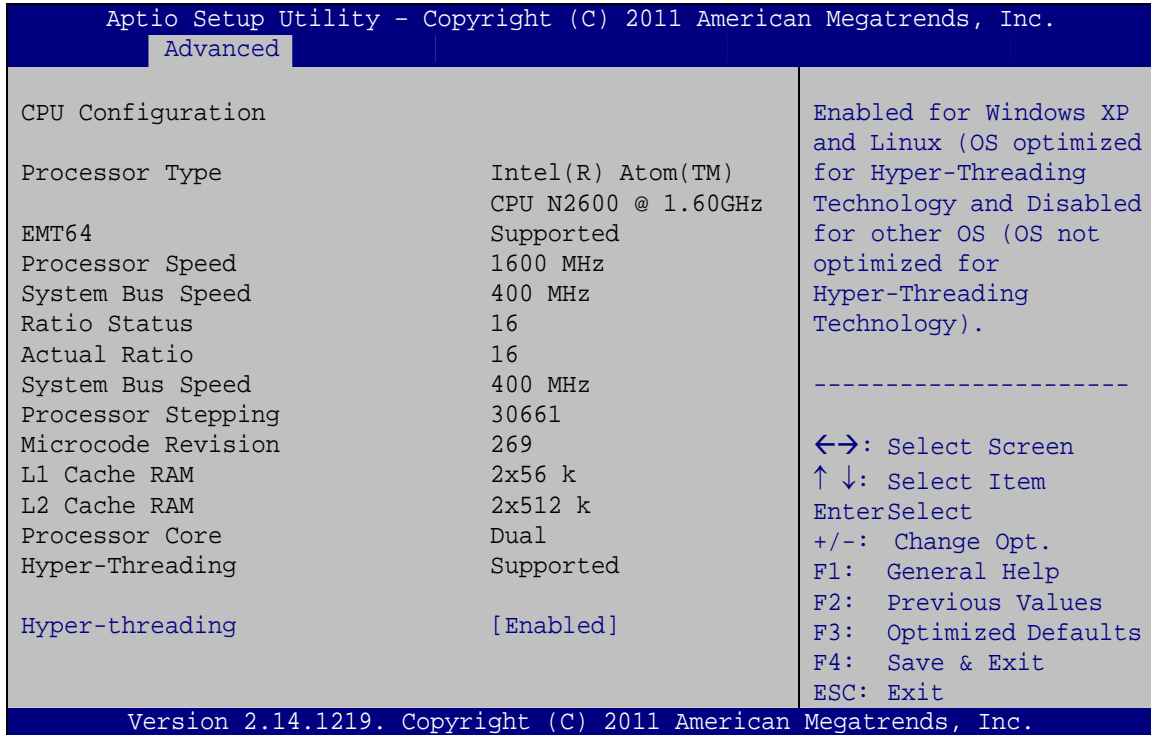 Aptio Setup Utility – Copyright (C) 2011 American Megatrends, Inc.
Advanced
CPU Configuration
Processor Type Intel(R) Atom(TM)
CPU N2600 @ 1.60GHz
EMT64 Supported
Processor Speed 1600 MHz
System Bus Speed 400 MHz
Ratio Status 16
Actual Ratio 16
System Bus Speed 400 MHz
Processor Stepping 30661
Microcode Revision 269
L1 Cache RAM 2x56 k
L2 Cache RAM 2x512 k
Processor Core Dual
Hyper-Threading Supported
Hyper-threading [Enabled]
Enabled for Windows XP
and Linux (OS optimized
for Hyper-Threading
Technology and Disabled
for other OS (OS not
optimized for
Hyper-Threading
Technology).
----------------------
←→: Select Screen
↑ ↓: Select Item
EnterSelect
+/-: Change Opt.
F1: General Help
F2: Previous Values
F3: Optimized Defaults
F4: Save & Exit
ESC: Exit
Version 2.14.1219. Copyright (C) 2011 American Megatrends, Inc.